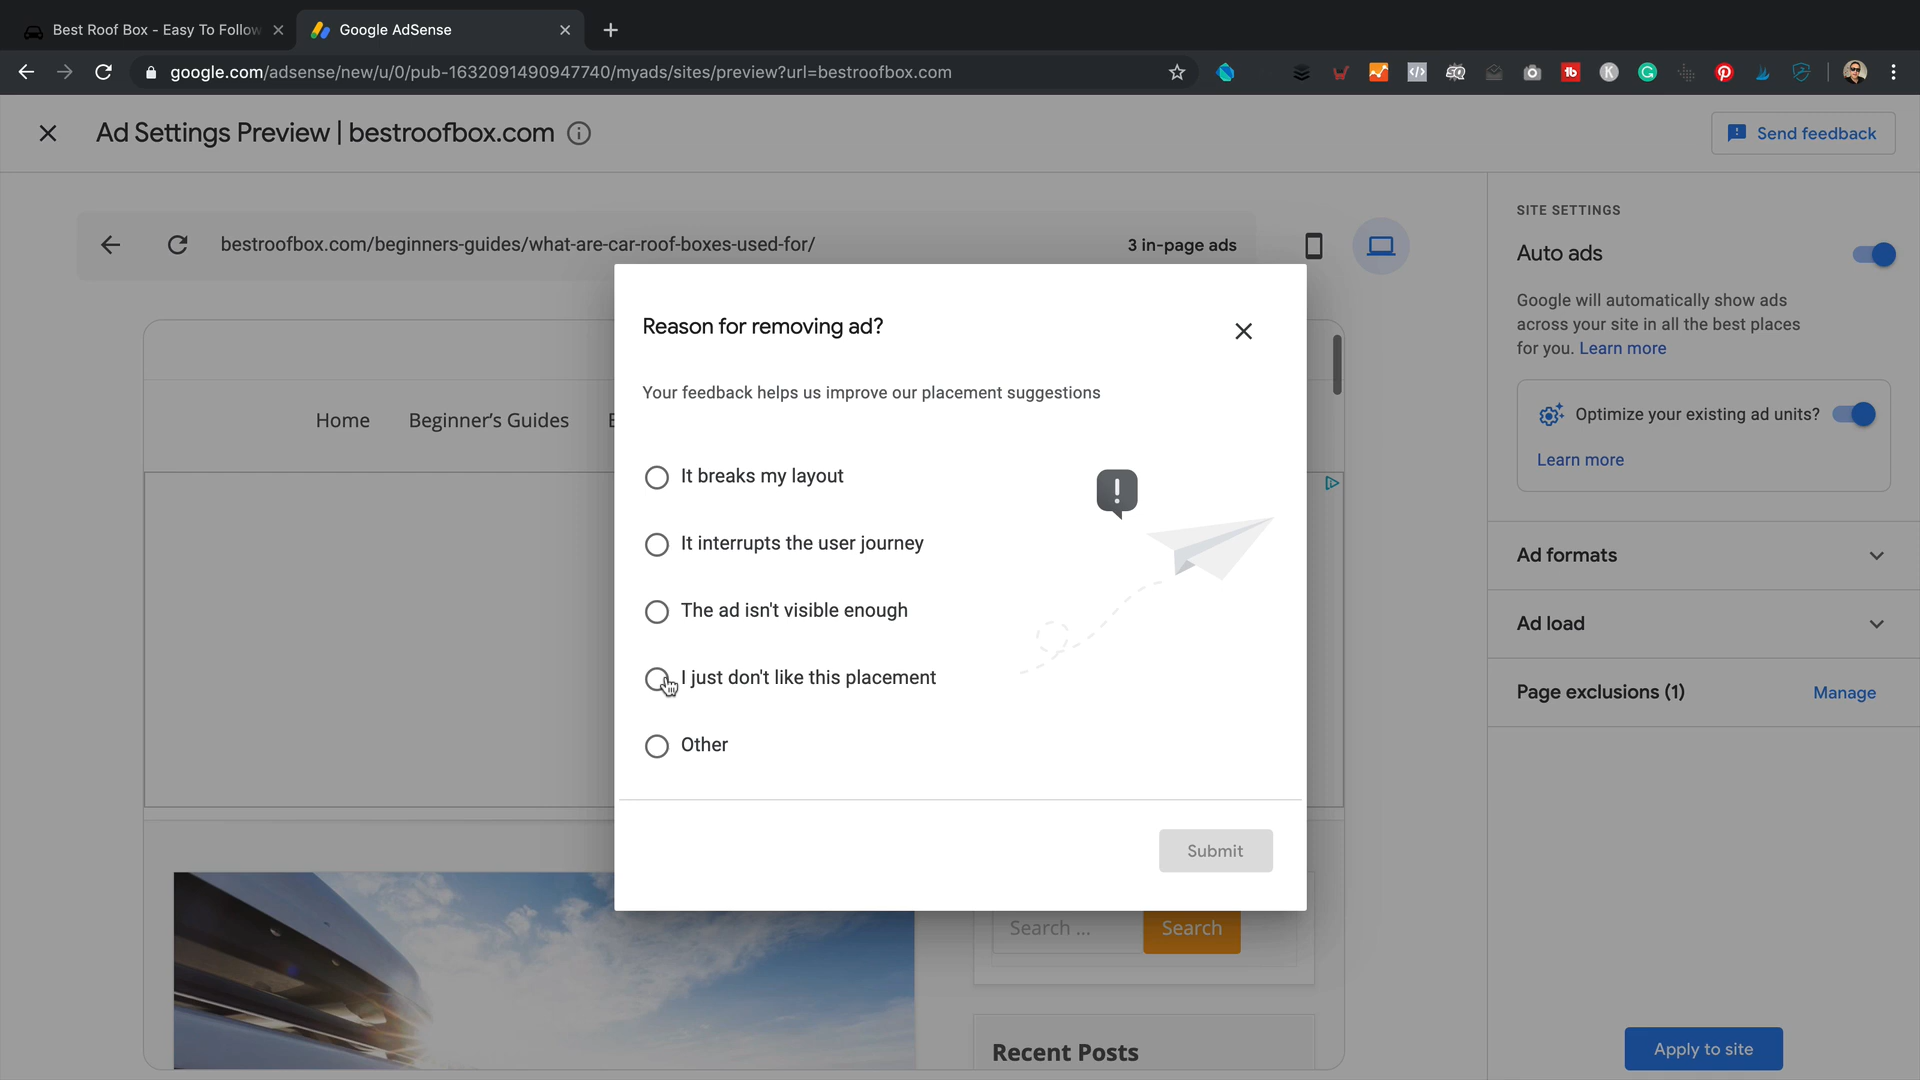 Best Roof Box - Easy To Follow
Google AdSense
google.com/adsense/new/u/0/pub-1632091490947740/myads/sites/preview?url=bestroofbox.com
Ad Settings Preview | bestroofbox.com
Send feedback
bestroofbox.com/beginners-guides/what-are-car-roof-boxes-used-for/
3 in-page ads
Home
Beginner's Guides
Reason for removing ad?
Your feedback helps us improve our placement suggestions
It breaks my layout
It interrupts the user journey
The ad isn't visible enough
I just don't like this placement
Other
Submit
Search ...
Search
Recent Posts
SITE SETTINGS
Auto ads
Google will automatically show ads
across your site in all the best places
for you. Learn more
Optimize your existing ad units?
Learn more
Ad formats
Ad load
Page exclusions (1)
Manage
Apply to site